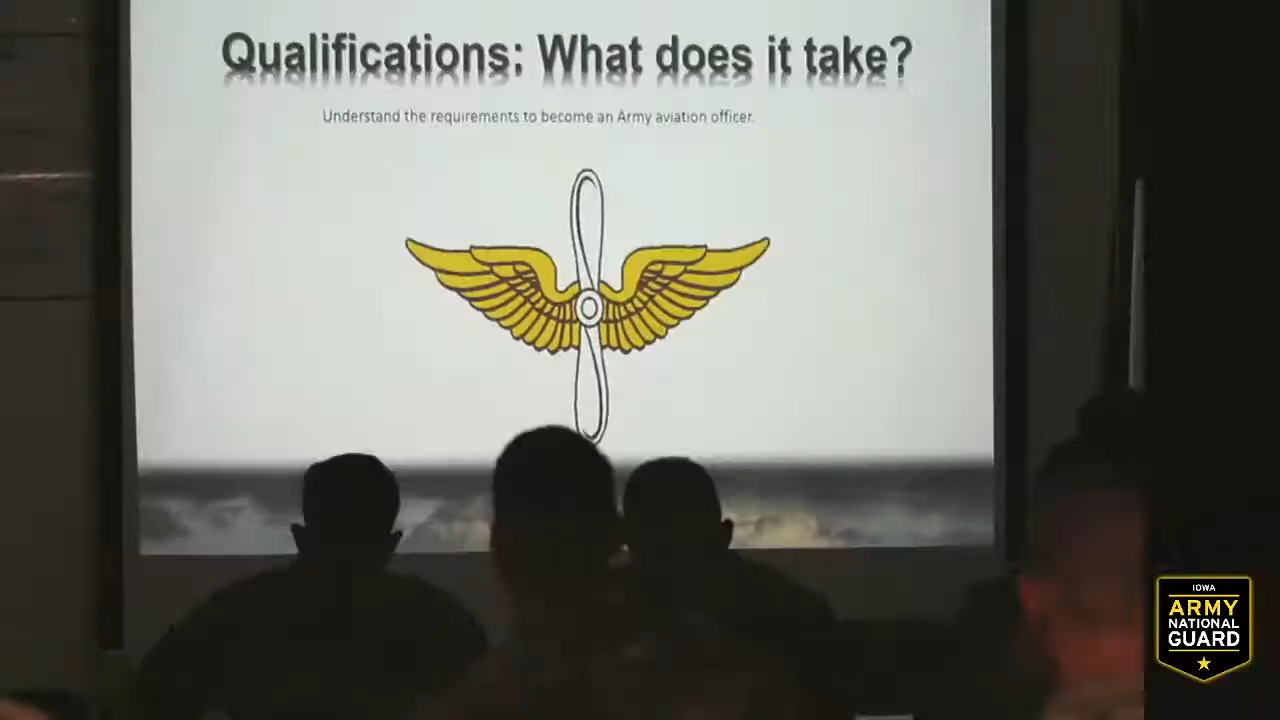 Qualifications: What does it take?
Understand the requirements to become an Army aviation officer.
IOWA
ARMY
NATIONAL
GUARD